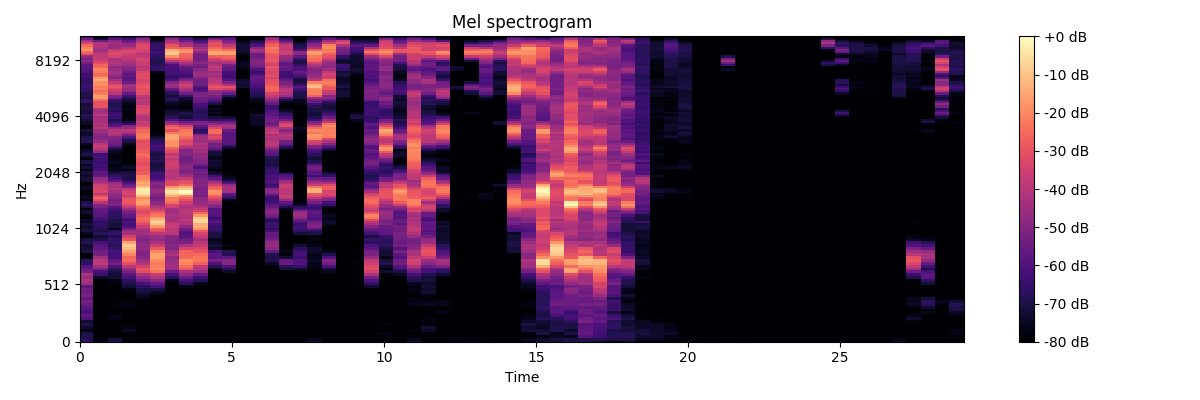 Mel spectrogram
Hz
8192
4096
2048
1024
512
0
0 5 10 15 20 25
Time
+0 dB
-10 dB
-20 dB
-30 dB
-40 dB
-50 dB
-60 dB
-70 dB
-80 dB